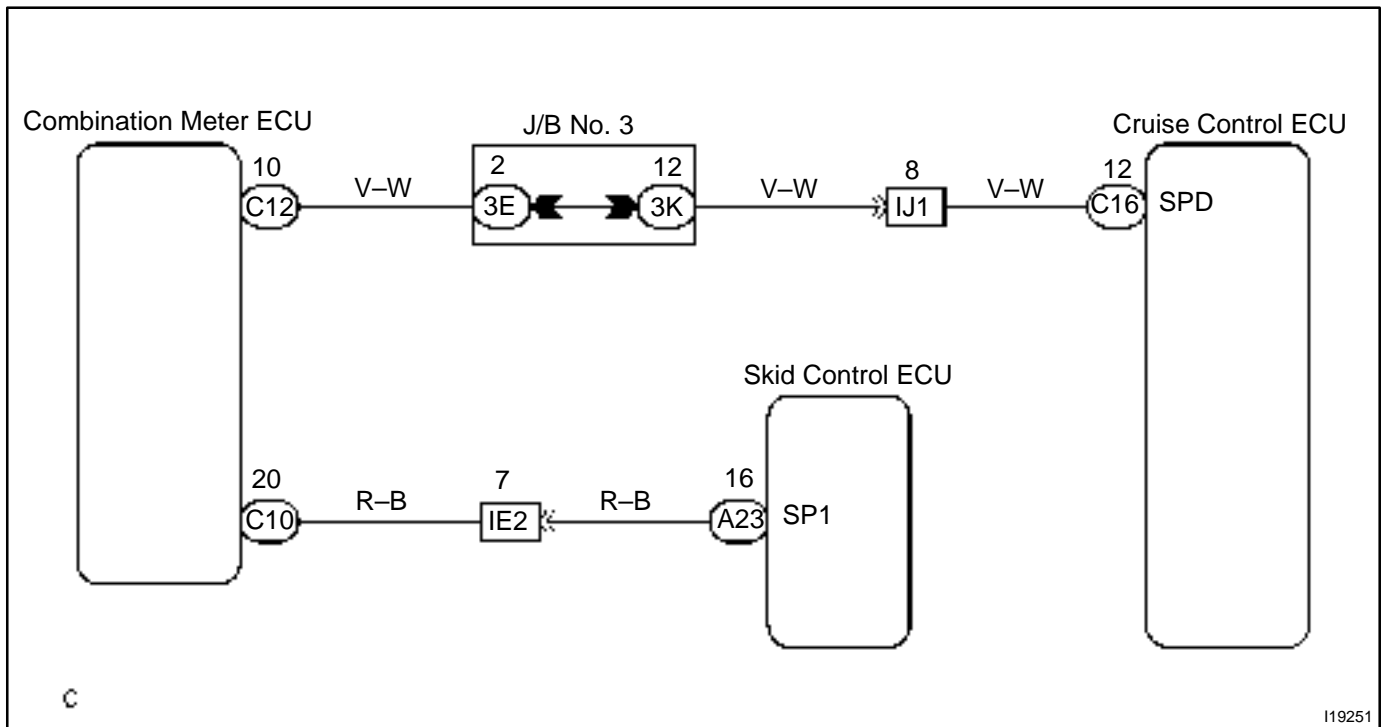 Combination Meter ECU
J/B No. 3
Cruise Control ECU
10
2
12
8
12
V–W
V–W
V–W
C12
3E
3K
IJ1
C16
SPD
Skid Control ECU
20
7
16
R–B
R–B
C10
IE2
A23
SP1
C
I19251